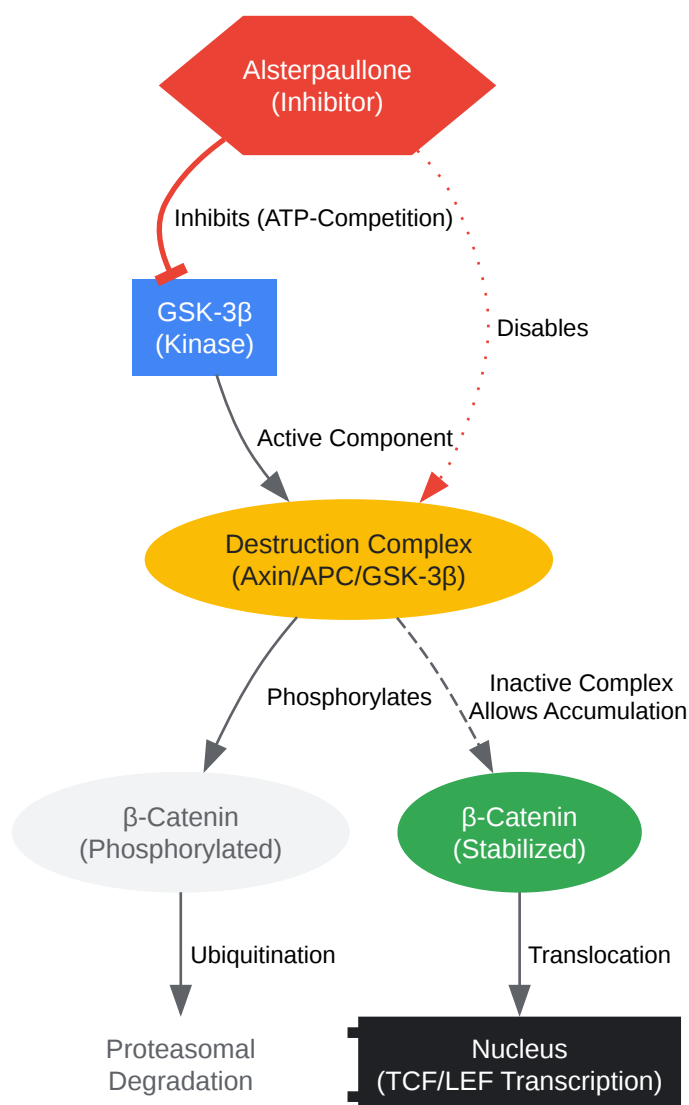 Alsterpaullone
(Inhibitor)
Inhibits (ATP-Competition)
GSK-3β
(Kinase)
Disables
Active Component
Destruction Complex
(Axin/APC/GSK-3β)
Phosphorylates
Inactive Complex
Allows Accumulation
β-Catenin
(Phosphorylated)
β-Catenin
(Stabilized)
Ubiquitination
Translocation
Proteasomal
Degradation
Nucleus
(TCF/LEF Transcription)